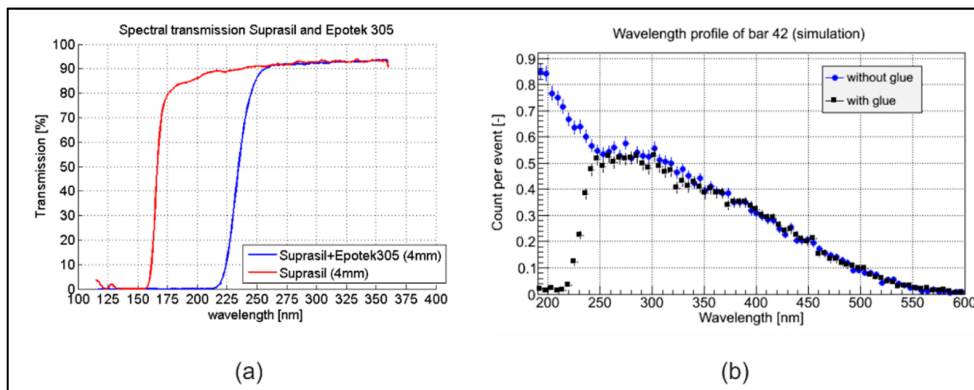 Spectral transmission Suprasil and Epotek 305
Transmission [%]
100
90
80
70
60
50
40
30
20
10
0
100 125 150 175 200 225 250 275 300 325 350 375 400
wavelength [nm]
Suprasil+Epotek305 (4mm)
Suprasil (4mm)
(a)
Wavelength profile of bar 42 (simulation)
Count per event [-]
0.9
0.8
0.7
0.6
0.5
0.4
0.3
0.2
0.1
0
200 250 300 350 400 450 500 550 600
Wavelength [nm]
without glue
with glue
(b)